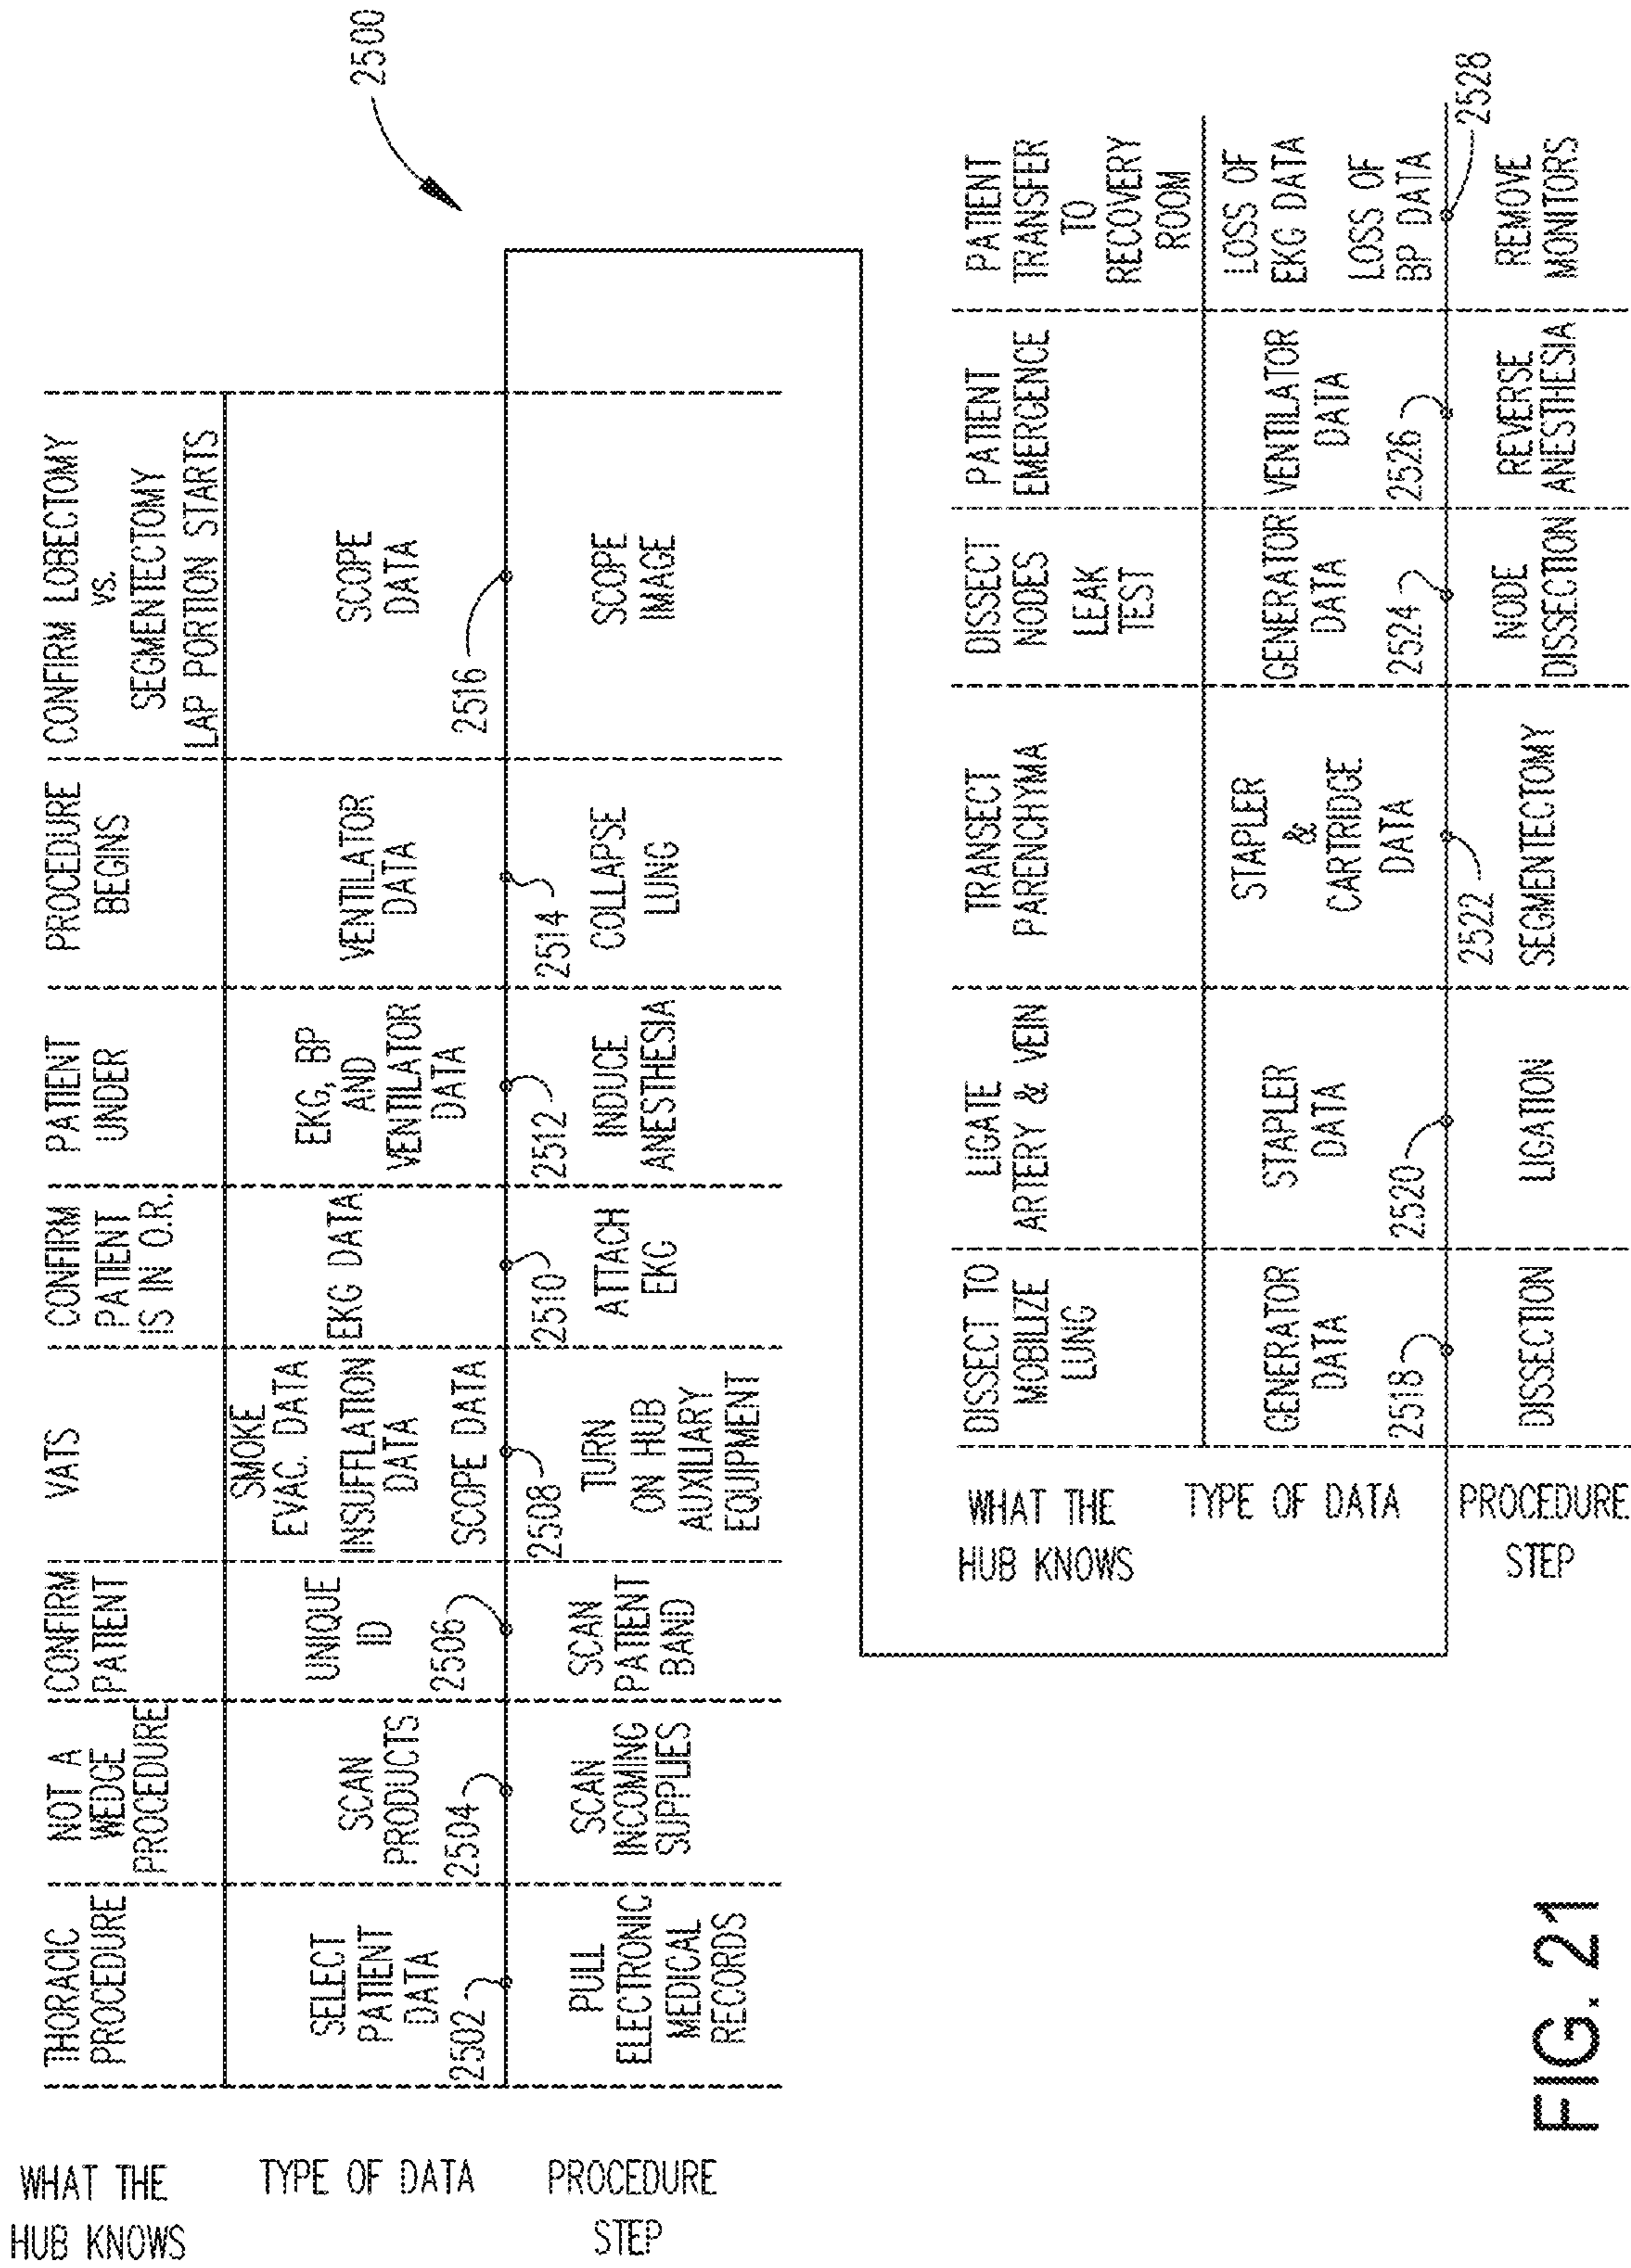 2500
WHAT THE
HUB KNOWS
THORACIC
PROCEDURE
NOT A
WEDGE
PROCEDURE
CONFIRM
PATIENT
VATS
CONFIRM
PATIENT
IS IN O.R.
PATIENT
UNDER
PROCEDURE
BEGINS
CONFIRM LOBECTOMY
VS.
SEGMENTECTOMY
LAP PORTION STARTS
TYPE OF DATA
SELECT
PATIENT
DATA
2502
SCAN
PRODUCTS
2504
UNIQUE
ID
2506
SMOKE
EVAC. DATA
INSUFFLATION
DATA
SCOPE DATA
2508
EKG DATA
2510
EKG, BP
AND
VENTILATOR
DATA
2512
VENTILATOR
DATA
2514
SCOPE
DATA
2516
PROCEDURE
STEP
PULL
ELECTRONIC
MEDICAL
RECORDS
SCAN
INCOMING
SUPPLIES
SCAN
PATIENT
BAND
TURN
ON HUB
AUXILIARY
EQUIPMENT
ATTACH
EKG
INDUCE
ANESTHESIA
COLLAPSE
LUNG
SCOPE
IMAGE
WHAT THE
HUB KNOWS
DISSECT TO
MOBILIZE
LUNG
LIGATE
ARTERY & VEIN
TRANSECT
PARENCHYMA
DISSECT
NODES
LEAK
TEST
PATIENT
EMERGENCE
PATIENT
TRANSFER
TO
RECOVERY
ROOM
TYPE OF DATA
GENERATOR
DATA
2518
STAPLER
DATA
2520
STAPLER
&
CARTRIDGE
DATA
2522
GENERATOR
DATA
2524
VENTILATOR
DATA
2526
LOSS OF
EKG DATA
LOSS OF
BP DATA
2528
PROCEDURE
STEP
DISSECTION
LIGATION
SEGMENTECTOMY
NODE
DISSECTION
REVERSE
ANESTHESIA
REMOVE
MONITORS
FIG. 21